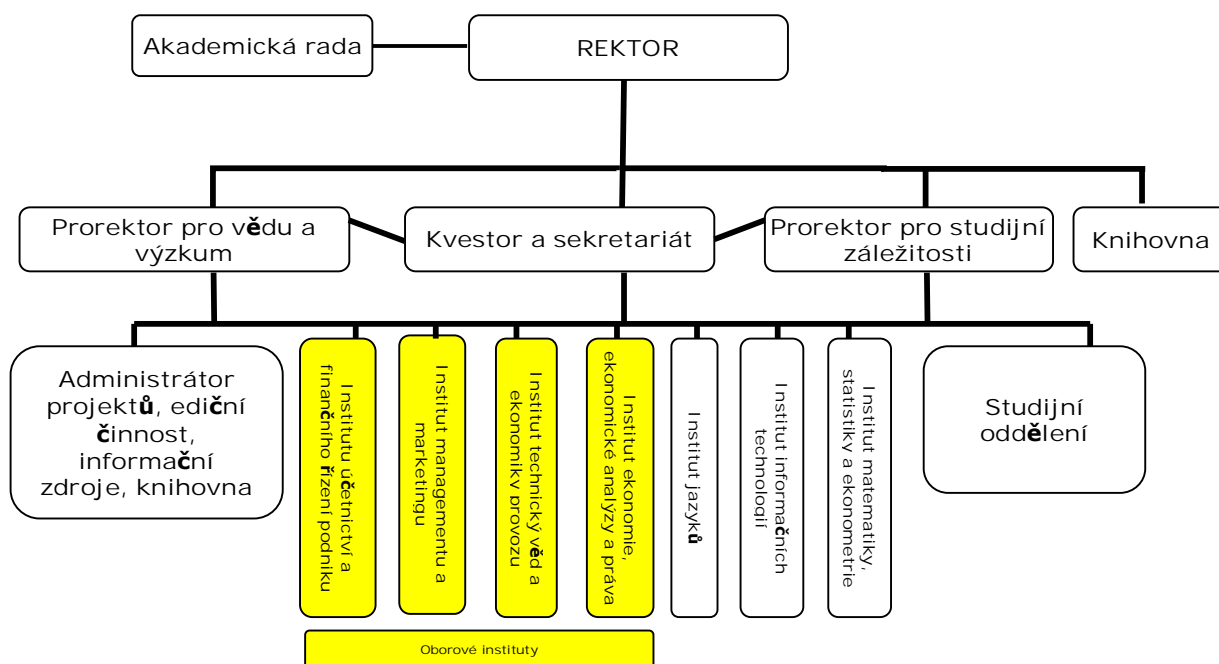 Akademická rada
REKTOR
Prorektor pro vědu a
výzkum
Kvestor a sekretariát
Prorektor pro studijní
záležitosti
Knihovna
Administrátor
projektů, ediční
činnost,
informační
zdroje, knihovna
Institutu účetnictví a
finančního řízení podniku
Institut managementu a
marketingu
Institut technický věd a
ekonomiky provozu
Institut ekonomie,
ekonomické analýzy a práva
Institut jazyků
Institut informačních
technologií
Institut matematiky,
statistiky a ekonometrie
Studijní
oddělení
Oborové instituty